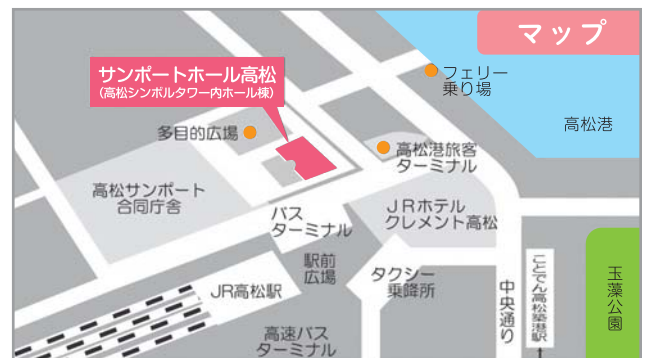 マップ
サンポートホール高松
（高松シンボルタワー内ホール棟）
フェリー
乗り場
高松港
多目的広場
高松港旅客
ターミナル
高松サンポート
合同庁舎
JRホテル
クレメント高松
バス
ターミナル
駅前
広場
タクシー
乗降所
JR高松駅
中央通り
ことでん高松築港駅
玉藻公園
高速バス
ターミナル